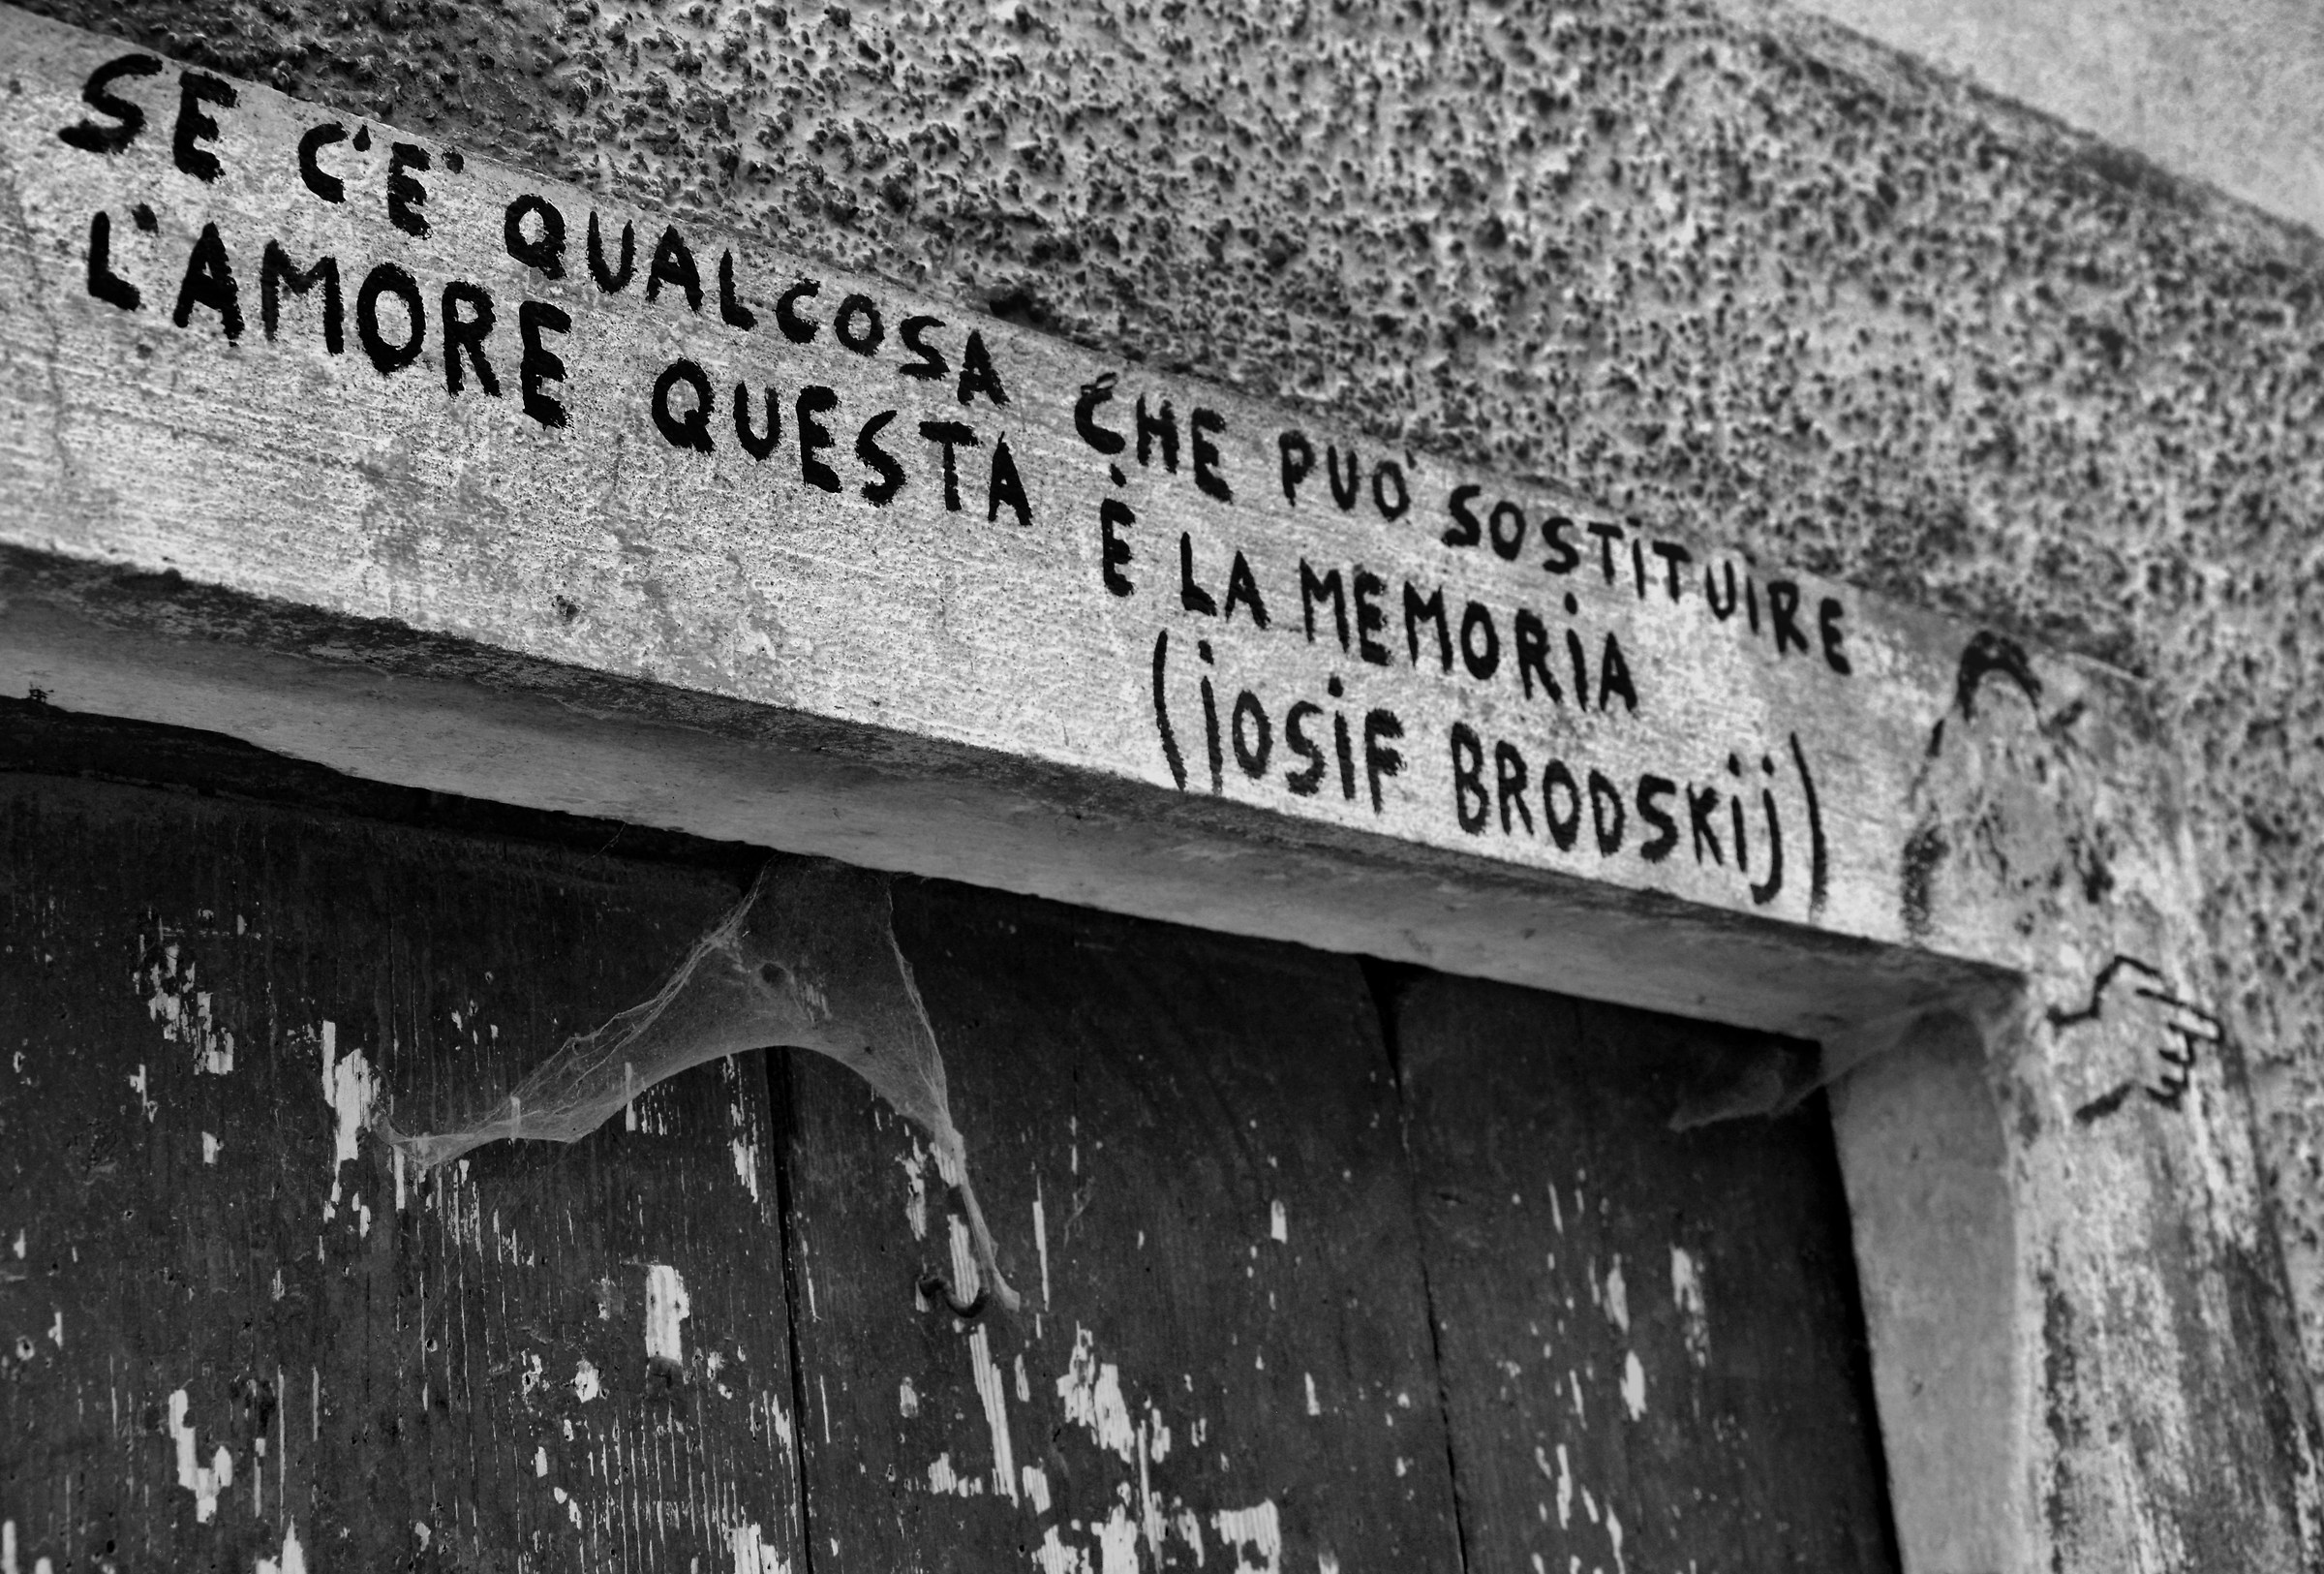 SE C'E' QUALCOSA CHE PUO' SOSTITUIRE
L'AMORE QUESTA È LA MEMORIA
(iOSiF BRODSKij)